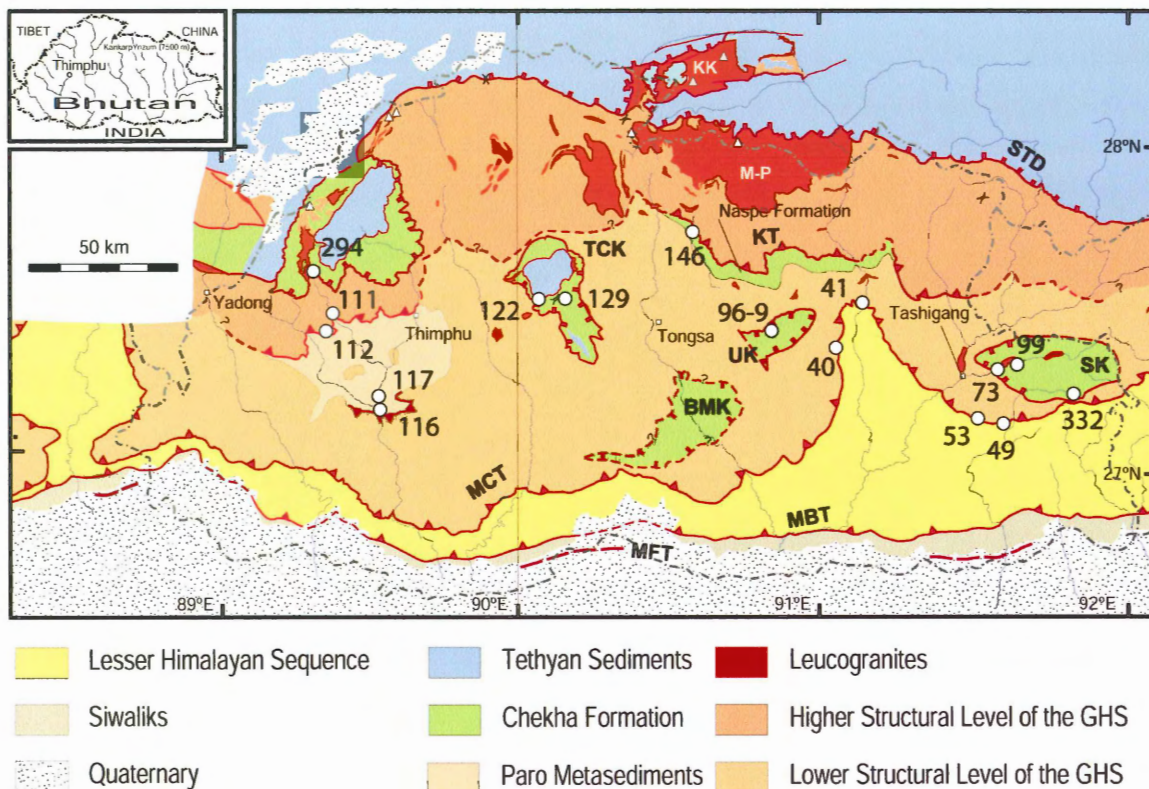 TIBET CHINA
Kankarpunzum (7500 m)
Thimphu
Bhutan
INDIA
KK
STD
28°N
M-P
Naspe Formation
KT
50 km
294
TCK
146
Yadong
111
122
129
41
96-9
Tashigang
112
Thimphu
Tongsa
UK
40
99
SK
117
73
BMK
332
116
53
49
MCT
27°N
MBT
MFT
89°E 90°E 91°E 92°E
Lesser Himalayan Sequence Tethyan Sediments Leucogranites
Siwaliks Chekha Formation Higher Structural Level of the GHS
Quaternary Paro Metasediments Lower Structural Level of the GHS